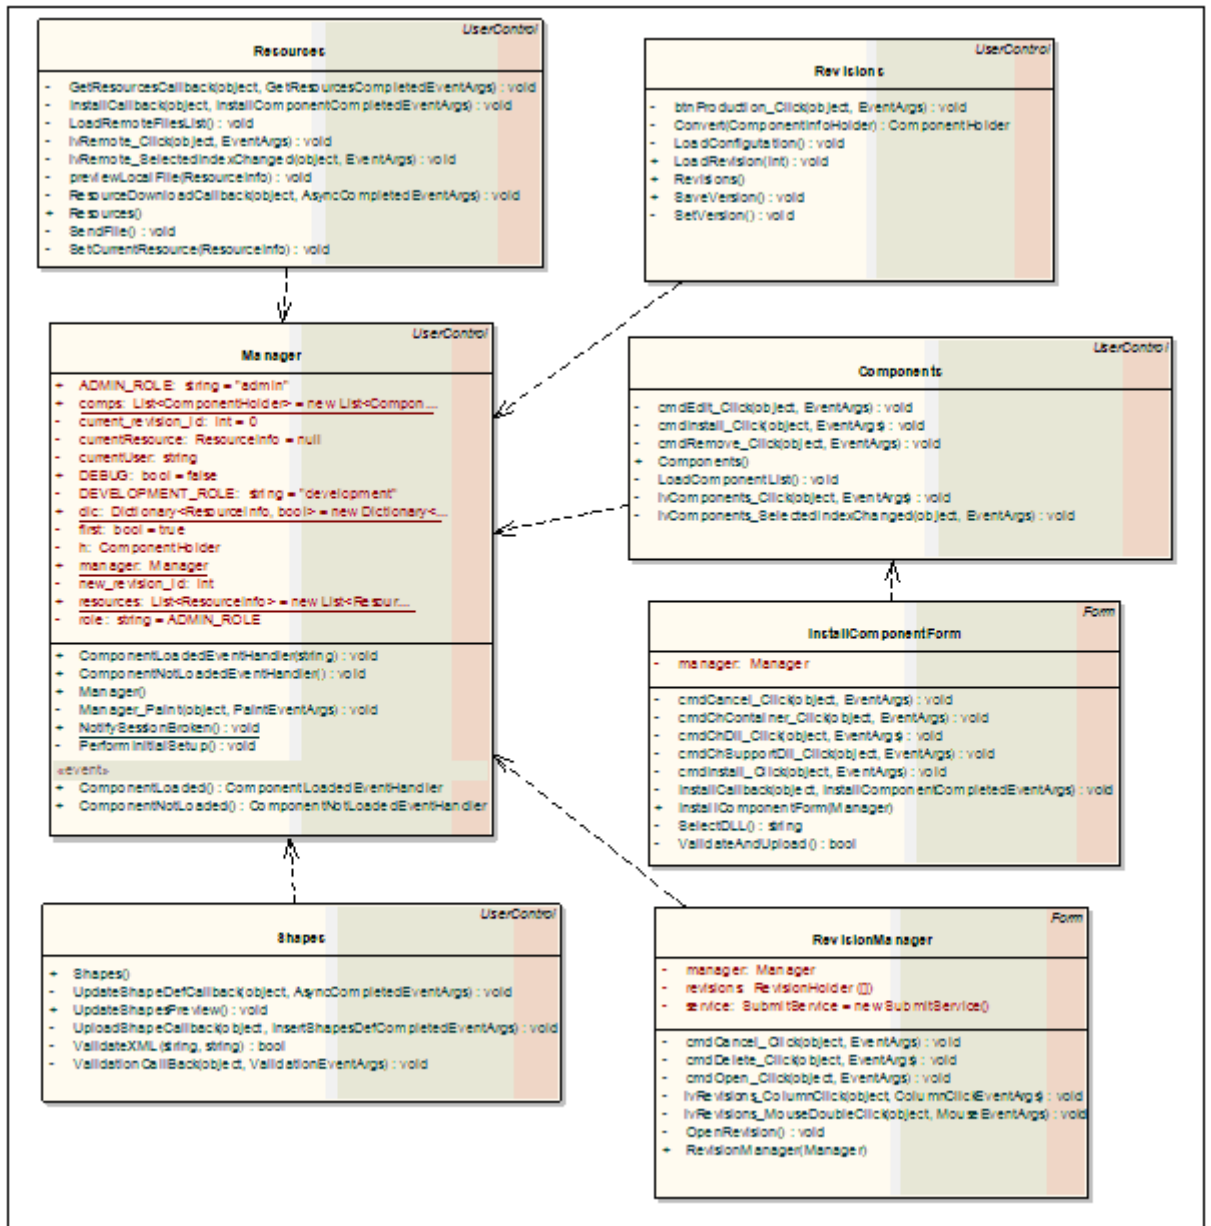 UserControl
Resources
- GetResourcesCallback(object, GetResourcesCompletedEventArgs) : void
- InstallCallback(object, InstallComponentCompletedEventArgs) : void
- LoadRemoteFilesList() : void
- lvRemote_Click(object, EventArgs) : void
- lvRemote_SelectedIndexChanged(object, EventArgs) : void
- previewLocalFile(ResourceInfo) : void
- ResourceDownloadCallback(object, AsyncCompletedEventArgs) : void
+ Resources()
- SendFile() : void
- SetCurrentResource(ResourceInfo) : void
UserControl
Revisions
- btnProduction_Click(object, EventArgs) : void
- Convert(ComponentInfoHolder) : ComponentHolder
- LoadConfigutation() : void
+ LoadRevision(int) : void
+ Revisions()
+ SaveVersion() : void
- SetVersion() : void
UserControl
Manager
+ ADMIN_ROLE: string = "admin"
+ comps: List<ComponentHolder> = new List<Compon...
- current_revision_id: int = 0
- currentResource: ResourceInfo = null
- currentUser: string
+ DEBUG: bool = false
- DEVELOPMENT_ROLE: string = "development"
+ dic: Dictionary<ResourceInfo, bool> = new Dictionary<...
- first: bool = true
- h: ComponentHolder
+ manager: Manager
- new_revision_id: int
+ resources: List<ResourceInfo> = new List<Resour...
- role: string = ADMIN_ROLE
+ ComponentLoadedEventHandler(string) : void
+ ComponentNotLoadedEventHandler() : void
+ Manager()
- Manager_Paint(object, PaintEventArgs) : void
+ NotifySessionBroken() : void
- PerformInitialSetup() : void
«event»
+ ComponentLoaded() : ComponentLoadedEventHandler
+ ComponentNotLoaded() : ComponentNotLoadedEventHandler
UserControl
Components
- cmdEdit_Click(object, EventArgs) : void
- cmdInstall_Click(object, EventArgs) : void
- cmdRemove_Click(object, EventArgs) : void
+ Components()
- LoadComponentList() : void
- lvComponents_Click(object, EventArgs) : void
- lvComponents_SelectedIndexChanged(object, EventArgs) : void
Form
InstallComponentForm
- manager: Manager
- cmdCancel_Click(object, EventArgs) : void
- cmdChContainer_Click(object, EventArgs) : void
- cmdChDll_Click(object, EventArgs) : void
- cmdChSupportDll_Click(object, EventArgs) : void
- cmdInstall_Click(object, EventArgs) : void
- InstallCallback(object, InstallComponentCompletedEventArgs) : void
+ InstallComponentForm(Manager)
- SelectDLL() : string
- ValidateAndUpload() : bool
UserControl
Shapes
+ Shapes()
- UpdateShapeDefCallback(object, AsyncCompletedEventArgs) : void
+ UpdateShapesPreview() : void
- UploadShapeCallback(object, InsertShapesDefCompletedEventArgs) : void
- ValidateXML(string, string) : bool
- ValidationCallBack(object, ValidationEventArgs) : void
Form
RevisionManager
- manager: Manager
- revisions: RevisionHolder ([])
- service: SubmitService = new SubmitService()
- cmdCancel_Click(object, EventArgs) : void
- cmdDelete_Click(object, EventArgs) : void
- cmdOpen_Click(object, EventArgs) : void
- lvRevisions_ColumnClick(object, ColumnClickEventArgs) : void
- lvRevisions_MouseDoubleClick(object, MouseEventArgs) : void
- OpenRevision() : void
+ RevisionManager(Manager)